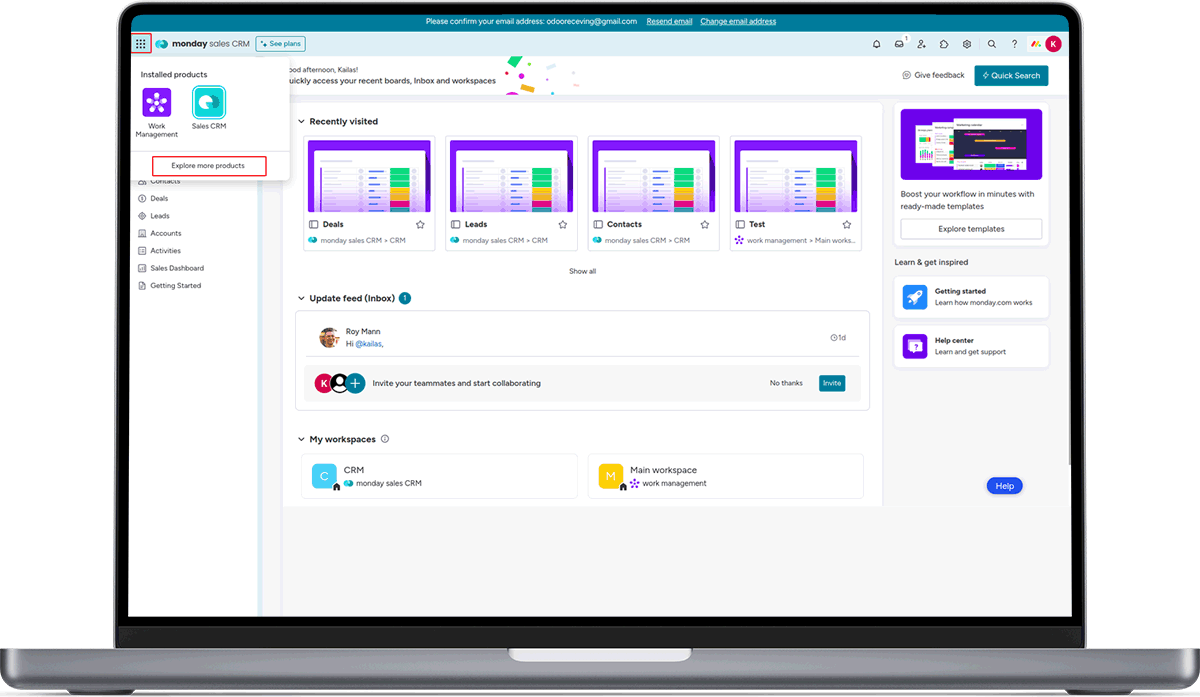 Please confirm your email address: odooreceving@gmail.com Resend email Change email address
monday sales CRM See plans
1
K
Installed products
Work
Management
Sales CRM
Explore more products
Contacts
Deals
Leads
Accounts
Activities
Sales Dashboard
Getting Started
ood afternoon, Kailas!
uickly access your recent boards, Inbox and workspaces
Give feedback
Quick Search
Recently visited
Deals
monday sales CRM > CRM
Leads
monday sales CRM > CRM
Contacts
monday sales CRM > CRM
Test
work management > Main works...
Show all
Update feed (Inbox) 1
Roy Mann
Hi @kailas,
1d
K
Invite your teammates and start collaborating
No thanks
Invite
My workspaces
C
CRM
monday sales CRM
M
Main workspace
work management
Boost your workflow in minutes with
ready-made templates
Explore templates
Learn & get inspired
Getting started
Learn how monday.com works
Help center
Learn and get support
Help